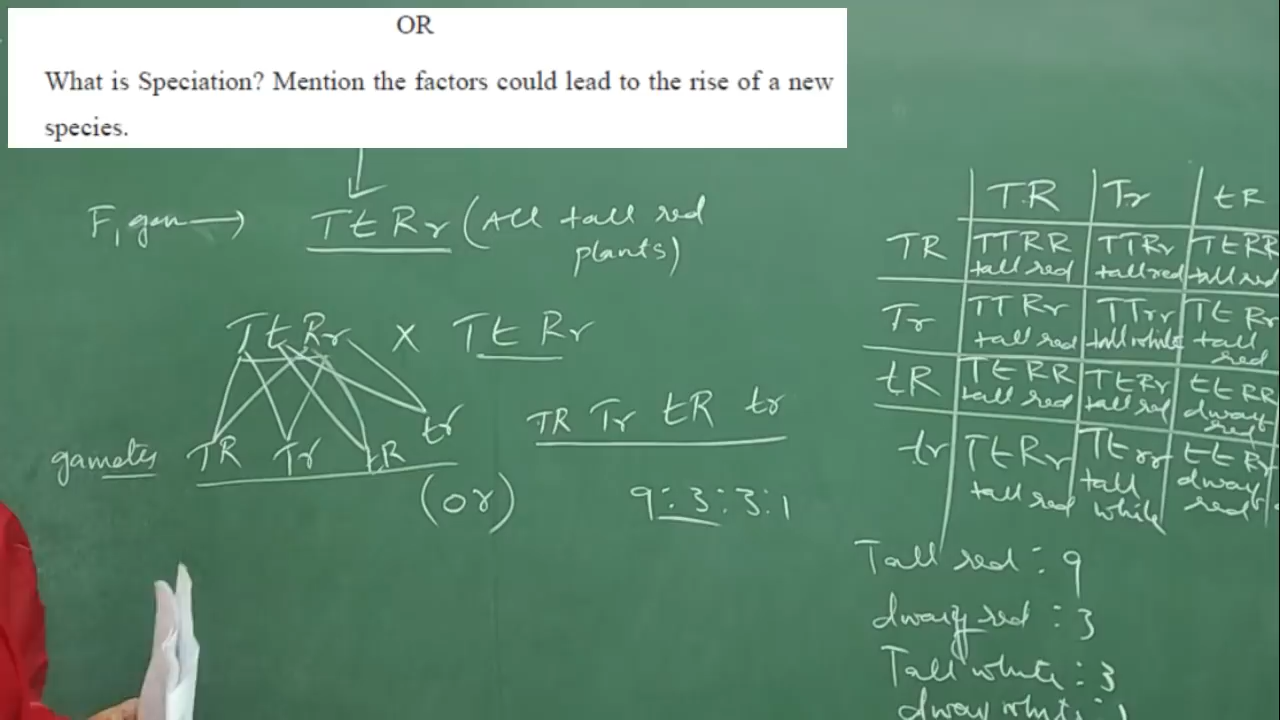 OR
What is Speciation? Mention the factors could lead to the rise of a new
species.
F1 gen → TtRr (All tall red
plants)
TtRr X TtRr
gametes TR Tr tR tr
TR Tr tR tr
(or)
9:3:3:1
TR Tr tR
TR TTRR TTRr TtRR
tall red tall red tall red
Tr TTRr TTrr TtRr
tall red tall white tall
red
tR TtRR TtRr ttRR
tall red tall red dwarf
red
tr TtRr Ttrr ttRr
tall red tall dwarf
white red
Tall red : 9
dwarf red : 3
Tall white : 3
dwarf white : 1